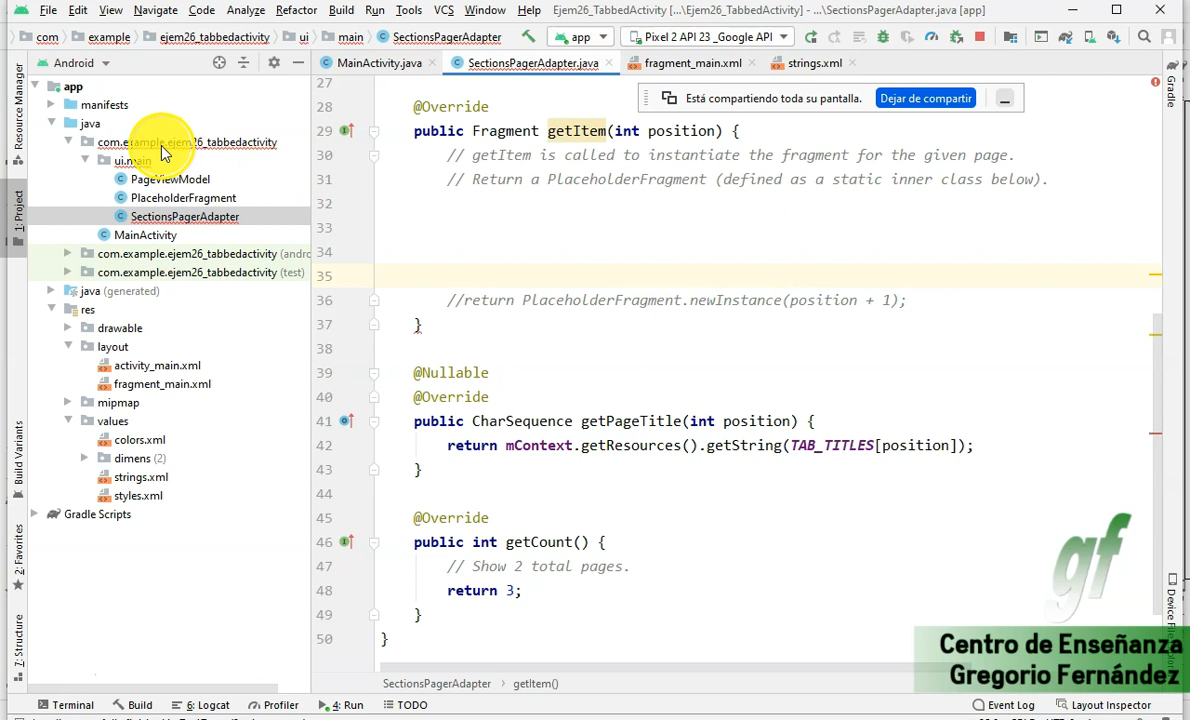 File Edit View Navigate Code Analyze Refactor Build Run Tools VCS Window Help Ejem26_TabbedActivity [...\Ejem26_TabbedActivity] - ...\SectionsPagerAdapter.java [app]
com example ejem26_tabbedactivity ui main SectionsPagerAdapter app Pixel 2 API 23 _Google API
Android MainActivity.java SectionsPagerAdapter.java fragment_main.xml strings.xml
Está compartiendo toda su pantalla. Dejar de compartir
Resource Manager
1: Project
Build Variants
2: Favorites
7: Structure
app
manifests
java
com.example.ejem26_tabbedactivity
ui.main
PageViewModel
PlaceholderFragment
SectionsPagerAdapter
MainActivity
com.example.ejem26_tabbedactivity (andro
com.example.ejem26_tabbedactivity (test)
java (generated)
res
drawable
layout
activity_main.xml
fragment_main.xml
mipmap
values
colors.xml
dimens (2)
strings.xml
styles.xml
Gradle Scripts
27
28 @Override
29 public Fragment getItem(int position) {
30 // getItem is called to instantiate the fragment for the given page.
31 // Return a PlaceholderFragment (defined as a static inner class below).
32
33
34
35
36 //return PlaceholderFragment.newInstance(position + 1);
37 }
38
39 @Nullable
40 @Override
41 public CharSequence getPageTitle(int position) {
42 return mContext.getResources().getString(TAB_TITLES[position]);
43 }
44
45 @Override
46 public int getCount() {
47 // Show 2 total pages.
48 return 3;
49 }
50 }
Gradle
gf
Centro de Enseñanza
Gregorio Fernández
SectionsPagerAdapter getItem()
Terminal Build 6: Logcat Profiler 4: Run TODO Event Log Layout Inspector